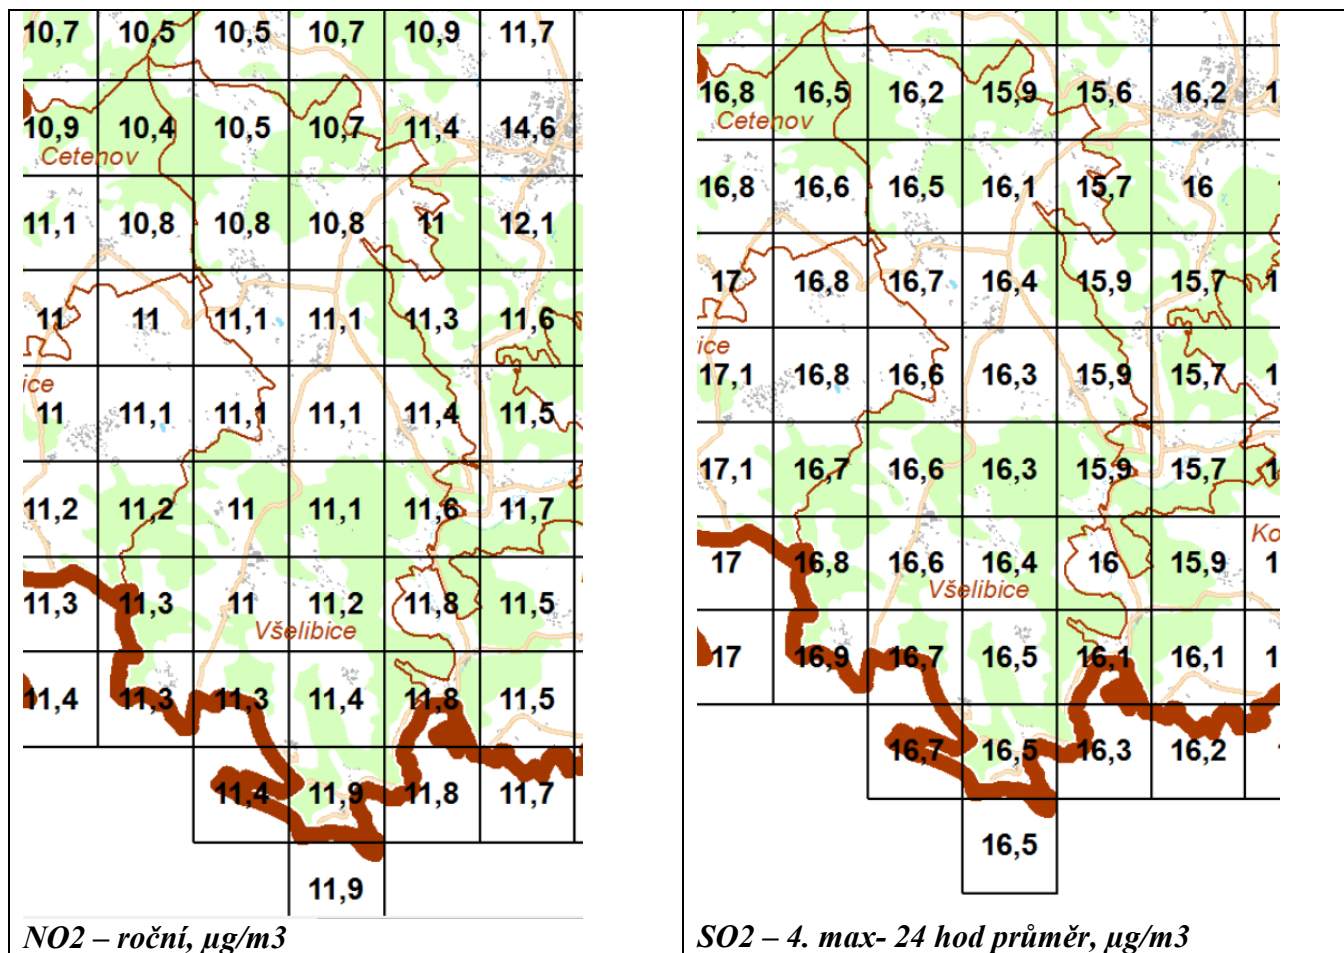 10,7 10,5 10,5 10,7 10,9 11,7
10,9 10,4 10,5 10,7 11,4 14,6
Cetenov
11,1 10,8 10,8 10,8 11 12,1
11 11 11,1 11,1 11,3 11,6
ice
11 11,1 11,1 11,1 11,4 11,5
11,2 11,2 11 11,1 11,6 11,7
11,3 11,3 11 11,2 11,8 11,5
Všelibice
11,4 11,3 11,3 11,4 11,8 11,5
11,4 11,9 11,8 11,7
11,9
NO2 – roční, µg/m3
16,8 16,5 16,2 15,9 15,6 16,2 1
Cetenov
16,8 16,6 16,5 16,1 15,7 16
17 16,8 16,7 16,4 15,9 15,7 1
ice
17,1 16,8 16,6 16,3 15,9 15,7 1
17,1 16,7 16,6 16,3 15,9 15,7 1
Ko
17 16,8 16,6 16,4 16 15,9 1
Všelibice
17 16,9 16,7 16,5 16,1 16,1 1
16,7 16,5 16,3 16,2
16,5
SO2 – 4. max- 24 hod průměr, µg/m3